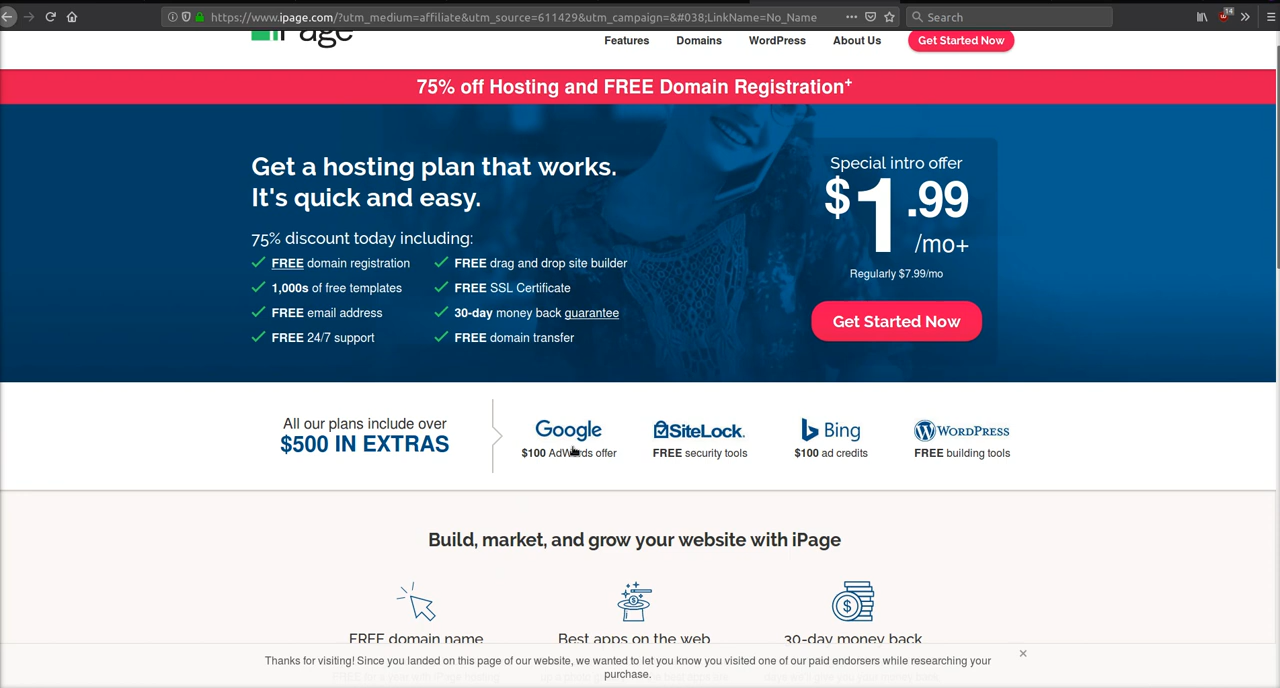 https://www.ipage.com/?utm_medium=affiliate&utm_source=611429&utm_campaign=&#038;LinkName=No_Name
Search
14
iPage
Features Domains WordPress About Us Get Started Now
75% off Hosting and FREE Domain Registration+
Get a hosting plan that works.
It's quick and easy.
75% discount today including:
FREE domain registration FREE drag and drop site builder
1,000s of free templates FREE SSL Certificate
FREE email address 30-day money back guarantee
FREE 24/7 support FREE domain transfer
Special intro offer
$1.99
/mo+
Regularly $7.99/mo
Get Started Now
All our plans include over
$500 IN EXTRAS
Google SiteLock. Bing WORDPRESS
$100 AdWords offer FREE security tools $100 ad credits FREE building tools
Build, market, and grow your website with iPage
FREE domain name Best apps on the web 30-day money back
Thanks for visiting! Since you landed on this page of our website, we wanted to let you know you visited one of our paid endorsers while researching your
purchase.